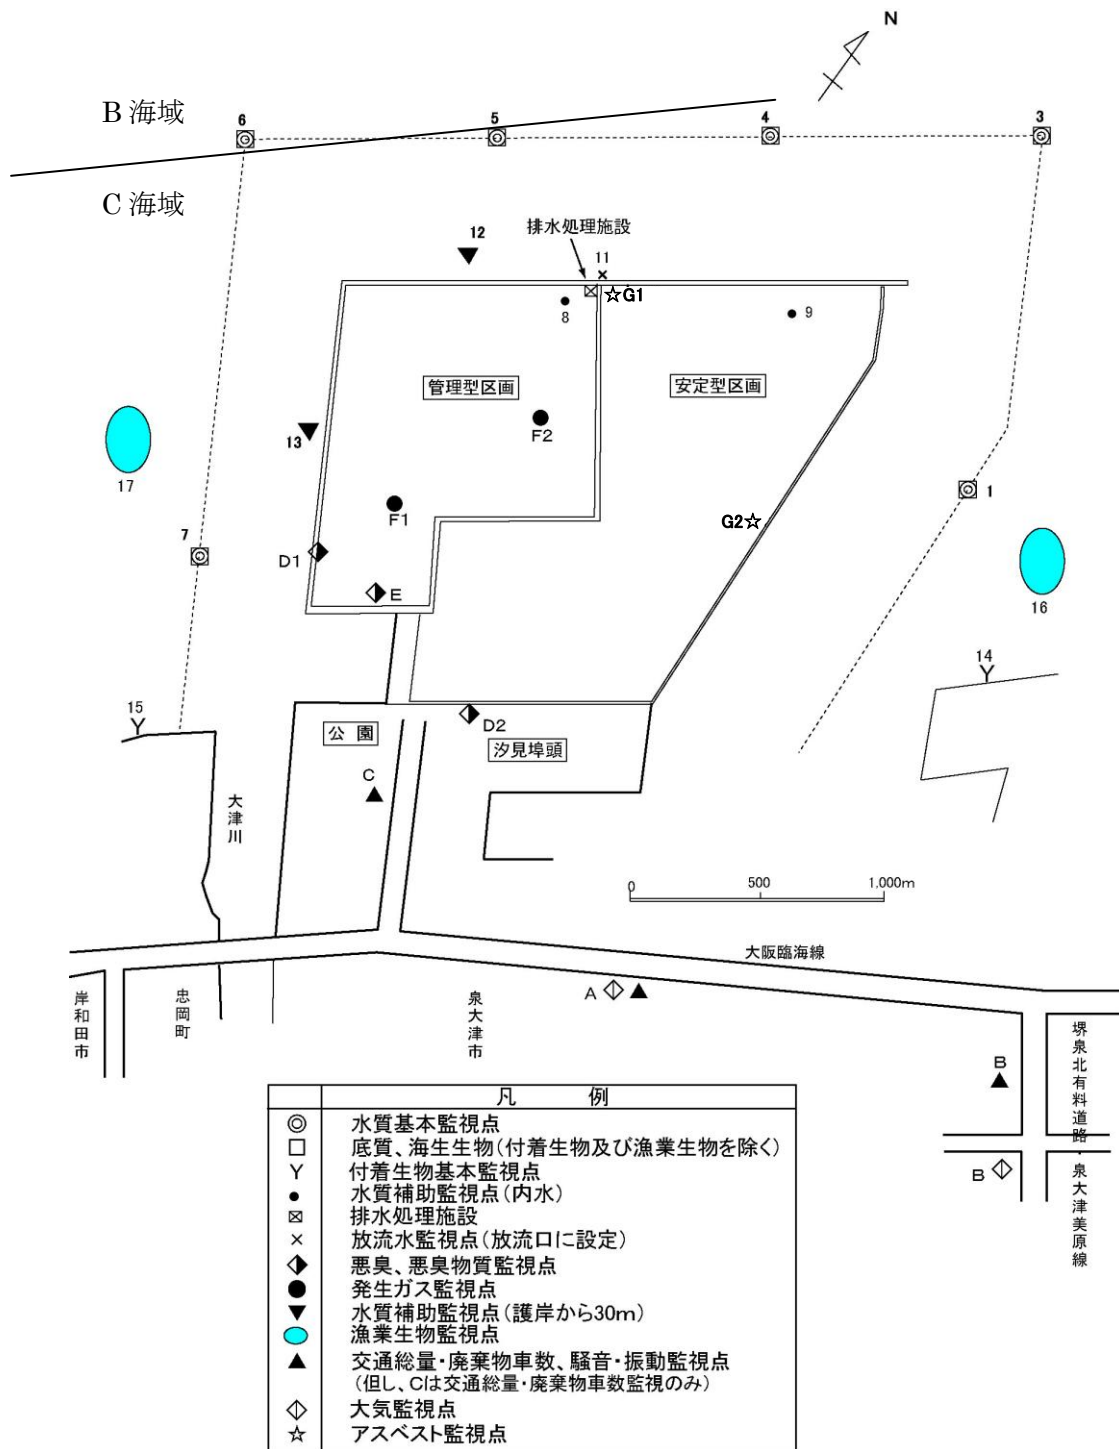 N
B 海域
6
5
4
3
C 海域
12
排水処理施設
11
G1
8
9
管理型区画
安定型区画
F2
13
17
F1
G2
1
7
D1
E
16
14
15
D2
公 園
汐見埠頭
C
大津川
0
500
1,000m
大阪臨海線
A
岸和田市
忠岡町
泉大津市
B
堺泉北有料道路・泉大津美原線
B
凡 例
水質基本監視点
底質、海生生物(付着生物及び漁業生物を除く)
付着生物基本監視点
水質補助監視点(内水)
排水処理施設
放流水監視点(放流口に設定)
悪臭、悪臭物質監視点
発生ガス監視点
水質補助監視点(護岸から30m)
漁業生物監視点
交通総量・廃棄物車数、騒音・振動監視点
(但し、Cは交通総量・廃棄物車数監視のみ)
大気監視点
アスベスト監視点